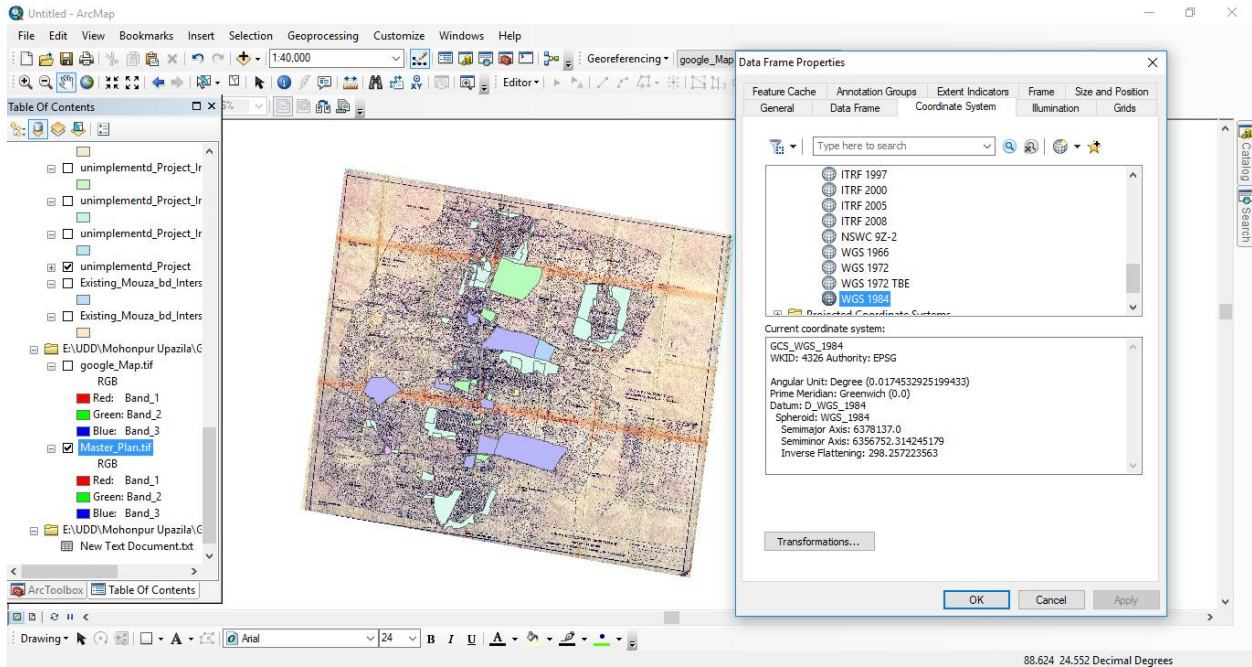 Untitled - ArcMap
File Edit View Bookmarks Insert Selection Geoprocessing Customize Windows Help
1:40,000
Georeferencing
google_Map
Editor
Table Of Contents
unimplementd_Project_Ir
unimplementd_Project_Ir
unimplementd_Project_Ir
unimplementd_Project
Existing_Mouza_bd_Inters
Existing_Mouza_bd_Inters
E:\UDD\Mohonpur Upazila\G
google_Map.tif
RGB
Red: Band_1
Green: Band_2
Blue: Band_3
Master_Plan.tif
RGB
Red: Band_1
Green: Band_2
Blue: Band_3
E:\UDD\Mohonpur Upazila\G
New Text Document.txt
ArcToolbox Table Of Contents
Data Frame Properties
Feature Cache Annotation Groups Extent Indicators Frame Size and Position
General Data Frame Coordinate System Illumination Grids
Type here to search
ITRF 1997
ITRF 2000
ITRF 2005
ITRF 2008
NSWC 9Z-2
WGS 1966
WGS 1972
WGS 1972 TBE
WGS 1984
Projected Coordinate Systems
Current coordinate system:
GCS_WGS_1984
WKID: 4326 Authority: EPSG
Angular Unit: Degree (0.0174532925199433)
Prime Meridian: Greenwich (0.0)
Datum: D_WGS_1984
Spheroid: WGS_1984
Semimajor Axis: 6378137.0
Semiminor Axis: 6356752.314245179
Inverse Flattening: 298.257223563
Transformations...
OK Cancel Apply
Catalog
Search
Drawing A Arial 24 B I U A
88.624 24.552 Decimal Degrees